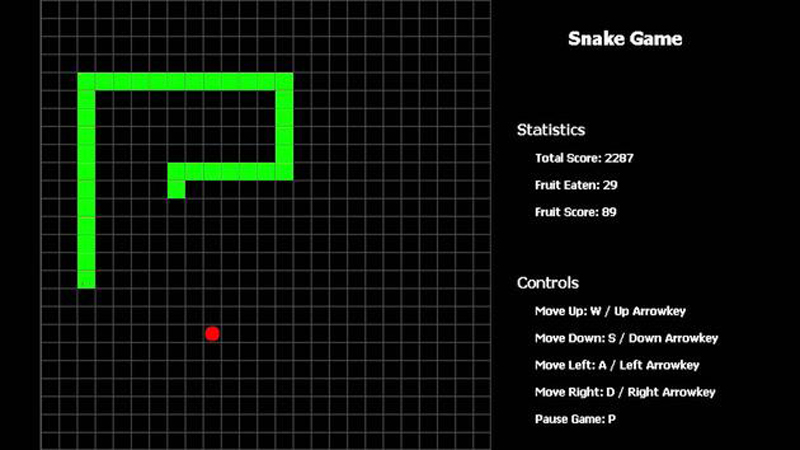 Snake Game
Statistics
Total Score: 2287
Fruit Eaten: 29
Fruit Score: 89
Controls
Move Up: W / Up Arrowkey
Move Down: S / Down Arrowkey
Move Left: A / Left Arrowkey
Move Right: D / Right Arrowkey
Pause Game: P